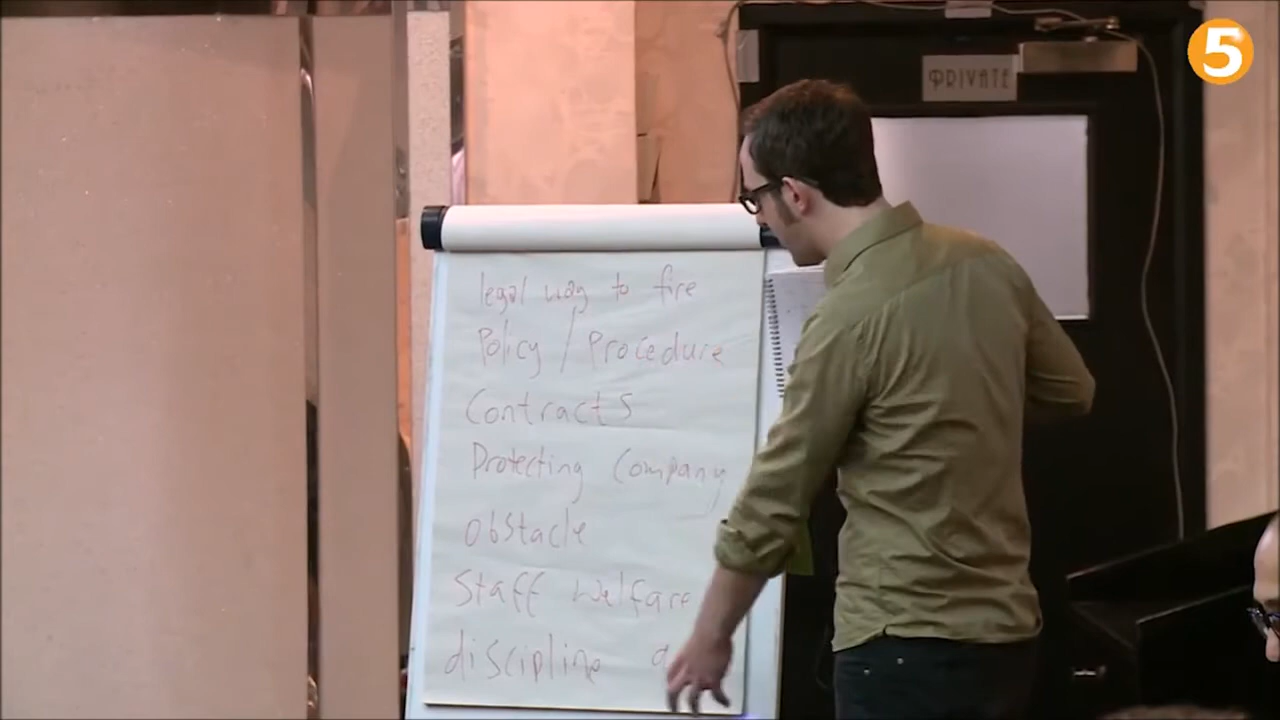 5
PRIVATE
legal way to fire
Policy / Procedure
Contracts
Protecting Company
obstacle
Staff Welfare
discipline